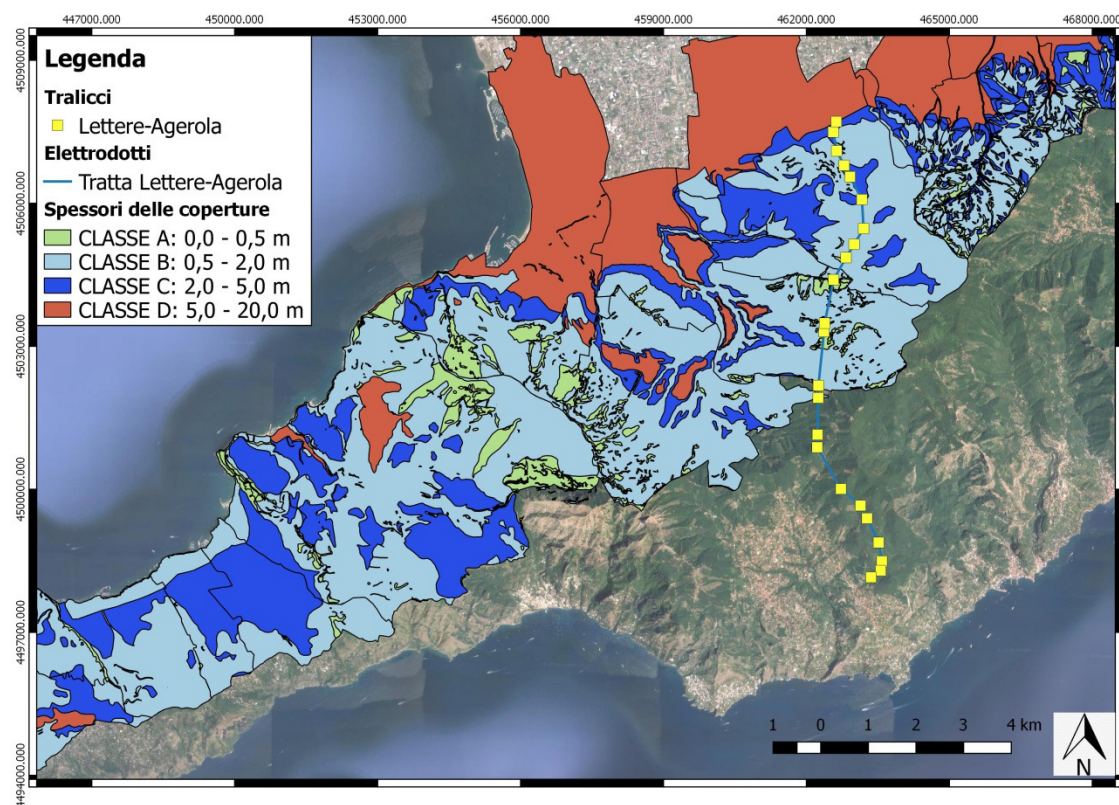 447000.000 450000.000 453000.000 456000.000 459000.000 462000.000 465000.000 468000.000
4509000.000
4506000.000
4503000.000
4500000.000
4497000.000
4494000.000
Legenda
Tralicci
Lettere-Agerola
Elettrodotti
Tratta Lettere-Agerola
Spessori delle coperture
CLASSE A: 0,0 - 0,5 m
CLASSE B: 0,5 - 2,0 m
CLASSE C: 2,0 - 5,0 m
CLASSE D: 5,0 - 20,0 m
1 0 1 2 3 4 km
N